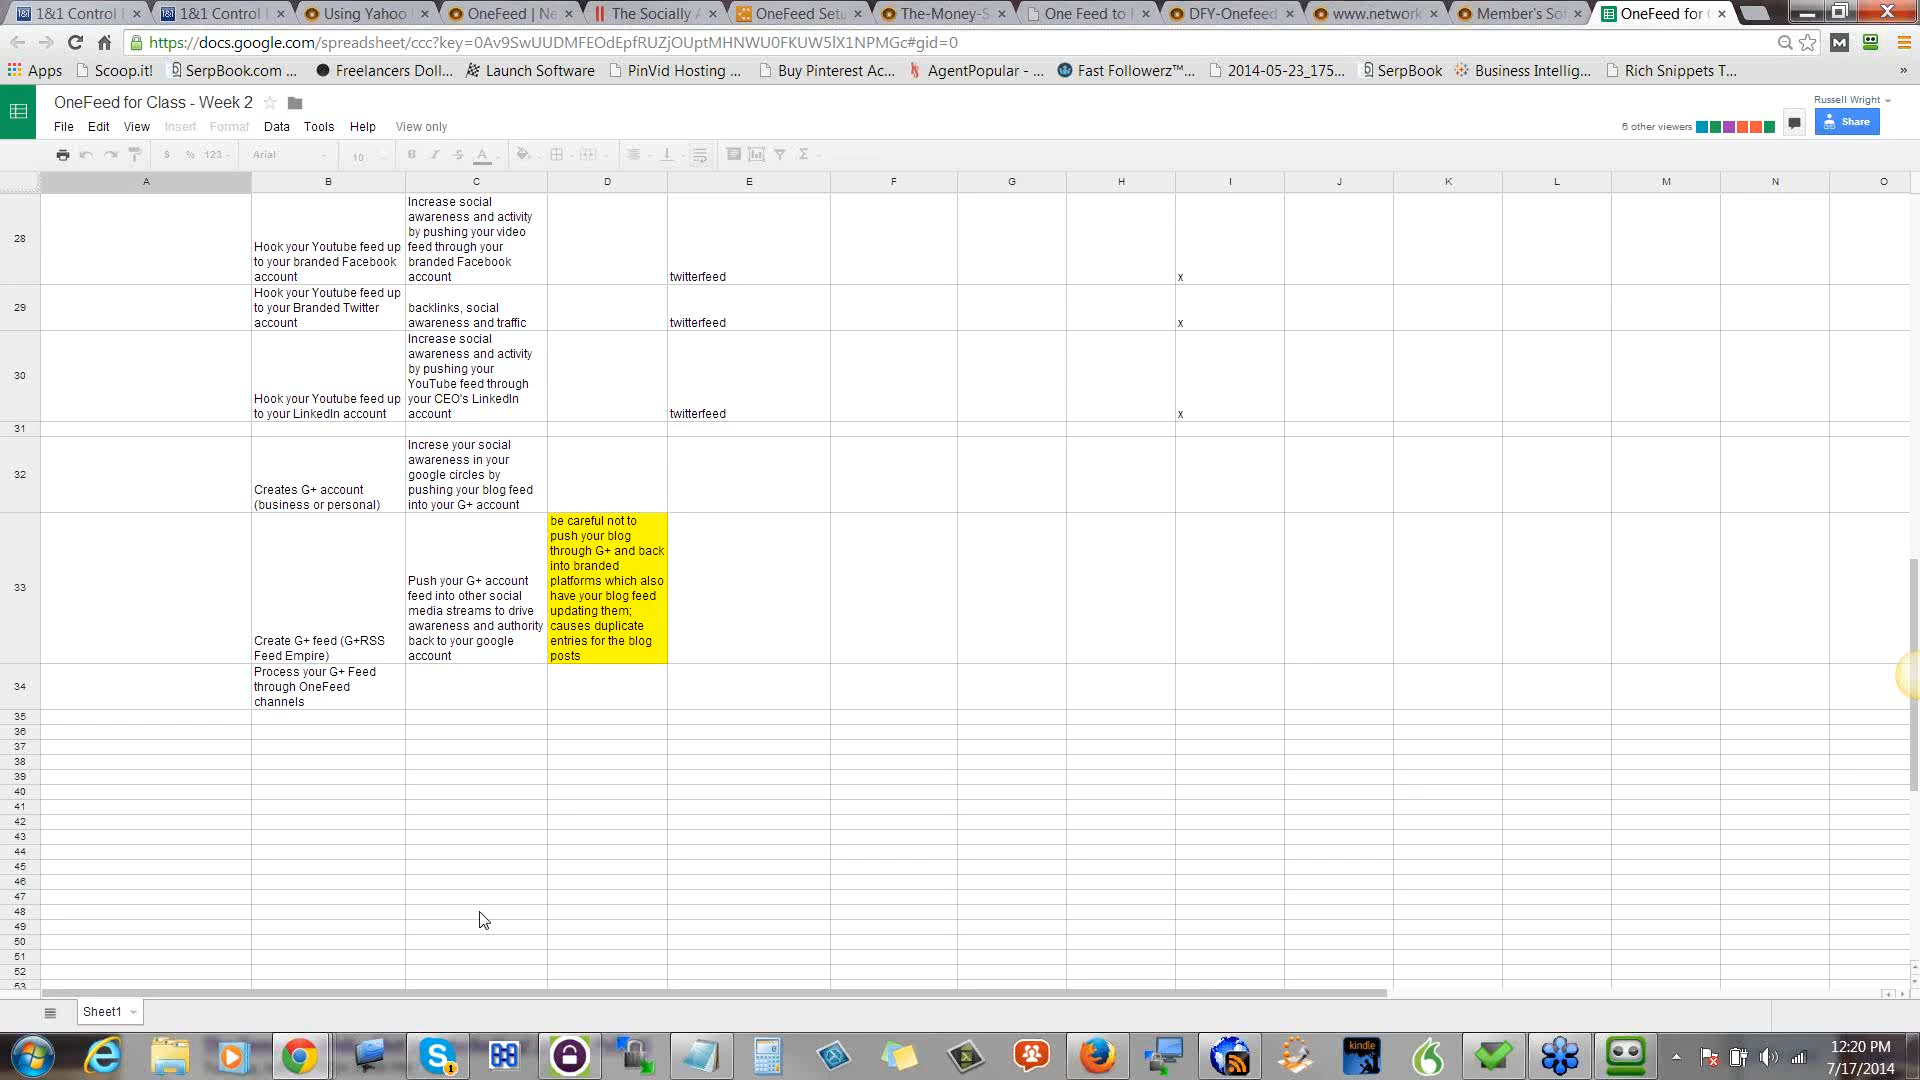 1&1 Control
1&1 Control
Using Yahoo
OneFeed | Ne
The Socially A
OneFeed Setu
The-Money-S
One Feed to
DFY-Onefeed
www.network
Member's So
OneFeed for
https://docs.google.com/spreadsheet/ccc?key=0Av9SwUUDMFEOdEpfRUZjOUptMHNWU0FKUW5lX1NPMGc#gid=0
Apps
Scoop.it!
SerpBook.com ...
Freelancers Doll...
Launch Software
PinVid Hosting ...
Buy Pinterest Ac...
AgentPopular - ...
Fast Followerz™...
2014-05-23_175...
SerpBook
Business Intellig...
Rich Snippets T...
»
OneFeed for Class - Week 2
Russell Wright
File Edit View Insert Format Data Tools Help View only
6 other viewers
Share
$ % 123 Arial 10 B I S A Σ
A B C D E F G H I J K L M N O
28
Hook your Youtube feed up
to your branded Facebook
account
Increase social
awareness and activity
by pushing your video
feed through your
branded Facebook
account
twitterfeed
x
29
Hook your Youtube feed up
to your Branded Twitter
account
backlinks, social
awareness and traffic
twitterfeed
x
30
Hook your Youtube feed up
to your LinkedIn account
Increase social
awareness and activity
by pushing your
YouTube feed through
your CEO's LinkedIn
account
twitterfeed
x
31
32
Creates G+ account
(business or personal)
Increse your social
awareness in your
google circles by
pushing your blog feed
into your G+ account
33
Create G+ feed (G+RSS
Feed Empire)
Push your G+ account
feed into other social
media streams to drive
awareness and authority
back to your google
account
be careful not to
push your blog
through G+ and back
into branded
platforms which also
have your blog feed
updating them;
causes duplicate
entries for the blog
posts
34
Process your G+ Feed
through OneFeed
channels
35
36
37
38
39
40
41
42
43
44
45
46
47
48
49
50
51
52
53
Sheet1
kindle
12:20 PM
7/17/2014